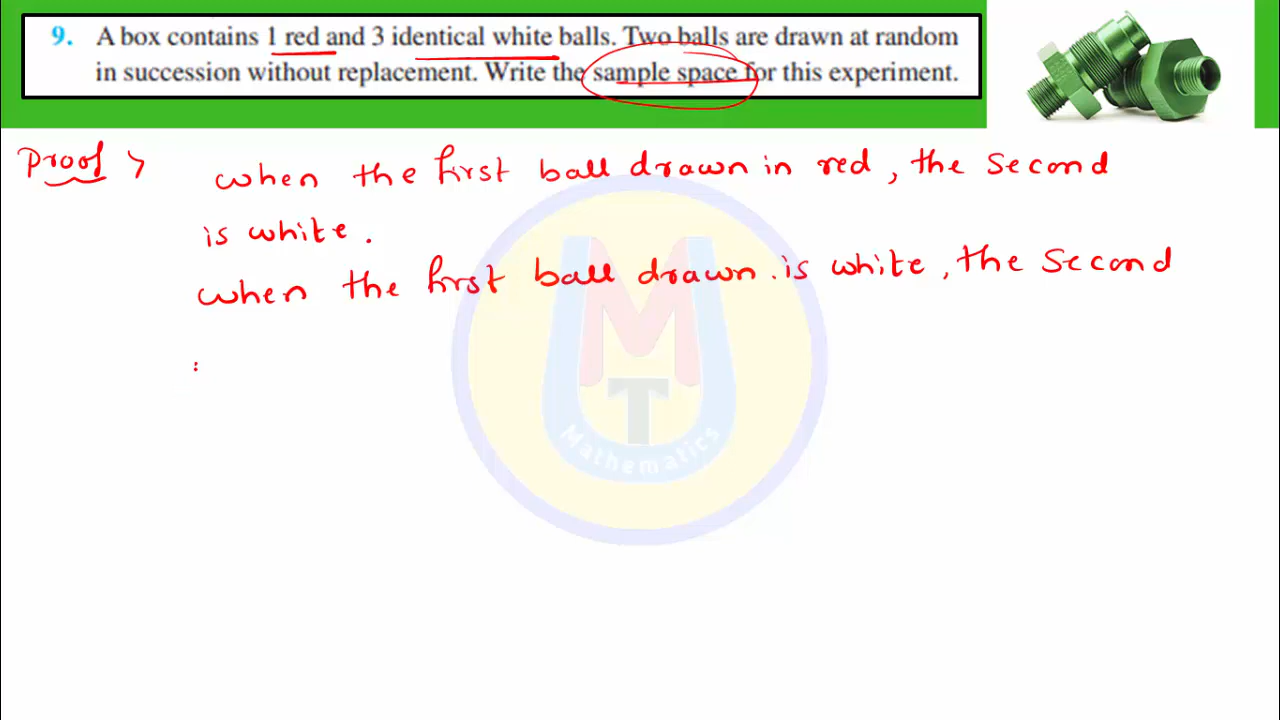 9. A box contains 1 red and 3 identical white balls. Two balls are drawn at random
in succession without replacement. Write the sample space for this experiment.
Proof >
when the first ball drawn in red, the second
is white.
when the first ball drawn is white, the second
UMT
Mathematics